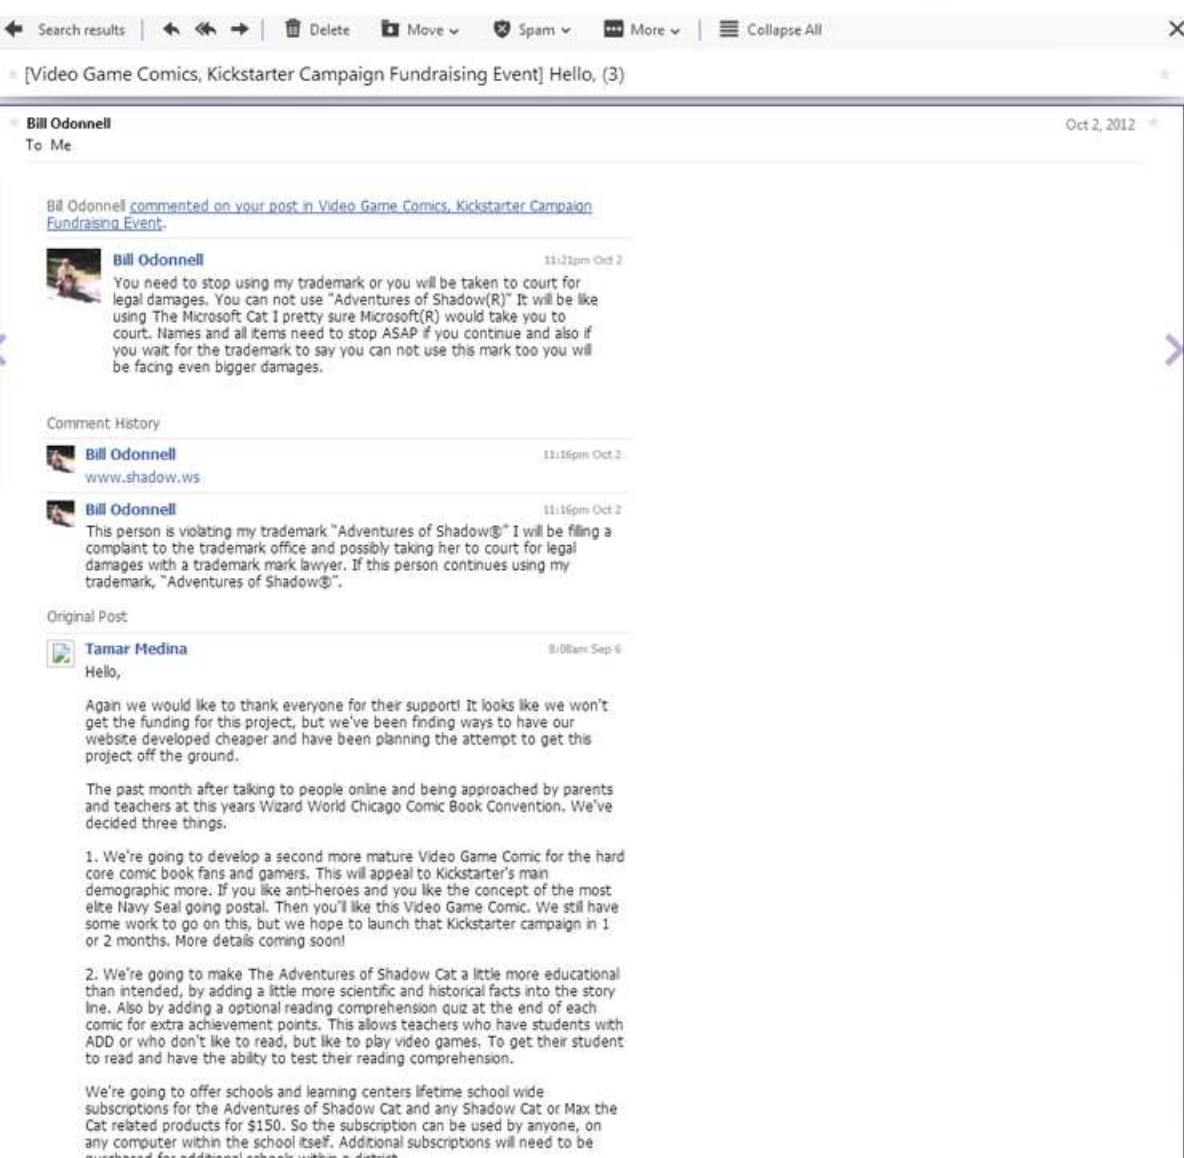 Search results
Delete
Move
Spam
More
Collapse All
[Video Game Comics, Kickstarter Campaign Fundraising Event] Hello, (3)
Bill Odonnell
Oct 2, 2012
To Me
Bill Odonnell commented on your post in Video Game Comics, Kickstarter Campaign
Fundraising Event.
Bill Odonnell
11:21pm Oct 2
You need to stop using my trademark or you will be taken to court for
legal damages. You can not use "Adventures of Shadow(R)" It will be like
using The Microsoft Cat I pretty sure Microsoft(R) would take you to
court. Names and all items need to stop ASAP if you continue and also if
you wait for the trademark to say you can not use this mark too you will
be facing even bigger damages.
Comment History
Bill Odonnell
11:16pm Oct 2
www.shadow.ws
Bill Odonnell
11:16pm Oct 2
This person is violating my trademark "Adventures of Shadow®" I will be filling a
complaint to the trademark office and possibly taking her to court for legal
damages with a trademark mark lawyer. If this person continues using my
trademark, "Adventures of Shadow®".
Original Post
Tamar Medina
8:08am Sep 6
Hello,
Again we would like to thank everyone for their support! It looks like we won't
get the funding for this project, but we've been finding ways to have our
website developed cheaper and have been planning the attempt to get this
project off the ground.
The past month after talking to people online and being approached by parents
and teachers at this years Wizard World Chicago Comic Book Convention. We've
decided three things.
1. We're going to develop a second more mature Video Game Comic for the hard
core comic book fans and gamers. This will appeal to Kickstarter's main
demographic more. If you like anti-heroes and you like the concept of the most
elite Navy Seal going postal. Then you'll like this Video Game Comic. We still have
some work to go on this, but we hope to launch that Kickstarter campaign in 1
or 2 months. More details coming soon!
2. We're going to make The Adventures of Shadow Cat a little more educational
than intended, by adding a little more scientific and historical facts into the story
line. Also by adding a optional reading comprehension quiz at the end of each
comic for extra achievement points. This allows teachers who have students with
ADD or who don't like to read, but like to play video games. To get their student
to read and have the ability to test their reading comprehension.
We're going to offer schools and learning centers lifetime school wide
subscriptions for the Adventures of Shadow Cat and any Shadow Cat or Max the
Cat related products for $150. So the subscription can be used by anyone, on
any computer within the school itself. Additional subscriptions will need to be
purchased for additional schools within a district.